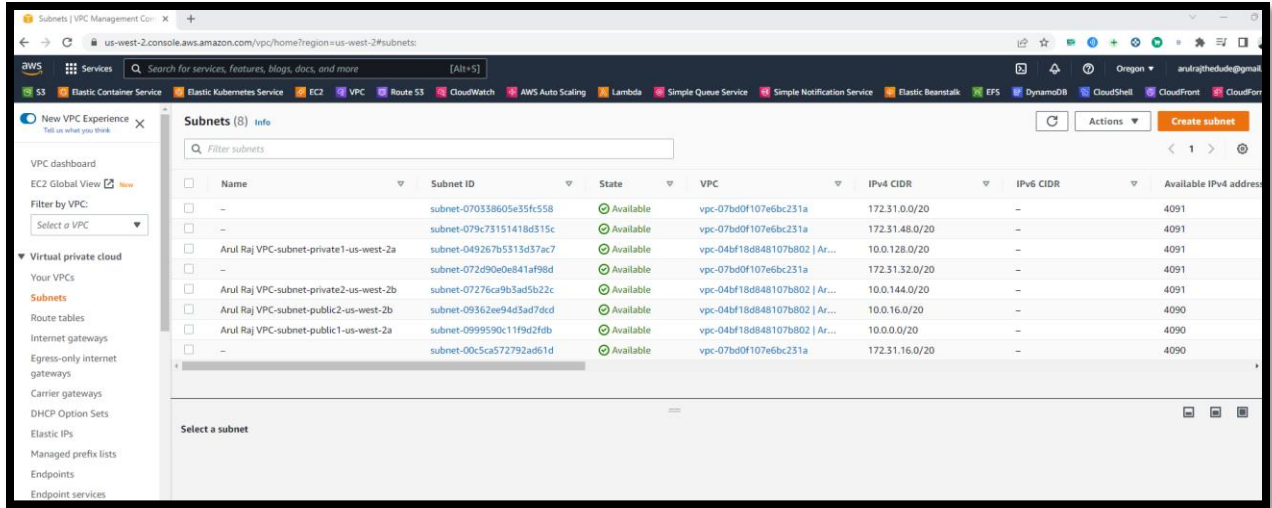 Subnets | VPC Management Con
us-west-2.console.aws.amazon.com/vpc/home?region=us-west-2#subnets:
aws Services Search for services, features, blogs, docs, and more [Alt+S] Oregon arulrajthedude@gmail
S3 Elastic Container Service Elastic Kubernetes Service EC2 VPC Route 53 CloudWatch AWS Auto Scaling Lambda Simple Queue Service Simple Notification Service Elastic Beanstalk EFS DynamoDB CloudShell CloudFront CloudForr
New VPC Experience
Tell us what you think
VPC dashboard
EC2 Global View New
Filter by VPC:
Select a VPC
Virtual private cloud
Your VPCs
Subnets
Route tables
Internet gateways
Egress-only internet
gateways
Carrier gateways
DHCP Option Sets
Elastic IPs
Managed prefix lists
Endpoints
Endpoint services
Subnets (8) Info Actions Create subnet
Filter subnets 1
Name Subnet ID State VPC IPv4 CIDR IPv6 CIDR Available IPv4 address
– subnet-070338605e35fc558 Available vpc-07bd0f107e6bc231a 172.31.0.0/20 – 4091
– subnet-079c73151418d315c Available vpc-07bd0f107e6bc231a 172.31.48.0/20 – 4091
Arul Raj VPC-subnet-private1-us-west-2a subnet-049267b5313d37ac7 Available vpc-04bf18d848107b802 | Ar... 10.0.128.0/20 – 4091
– subnet-072d90e0e841af98d Available vpc-07bd0f107e6bc231a 172.31.32.0/20 – 4091
Arul Raj VPC-subnet-private2-us-west-2b subnet-07276ca9b3ad5b22c Available vpc-04bf18d848107b802 | Ar... 10.0.144.0/20 – 4091
Arul Raj VPC-subnet-public2-us-west-2b subnet-09362ee94d3ad7dcd Available vpc-04bf18d848107b802 | Ar... 10.0.16.0/20 – 4090
Arul Raj VPC-subnet-public1-us-west-2a subnet-0999590c11f9d2fdb Available vpc-04bf18d848107b802 | Ar... 10.0.0.0/20 – 4090
– subnet-00c5ca572792ad61d Available vpc-07bd0f107e6bc231a 172.31.16.0/20 – 4090
Select a subnet